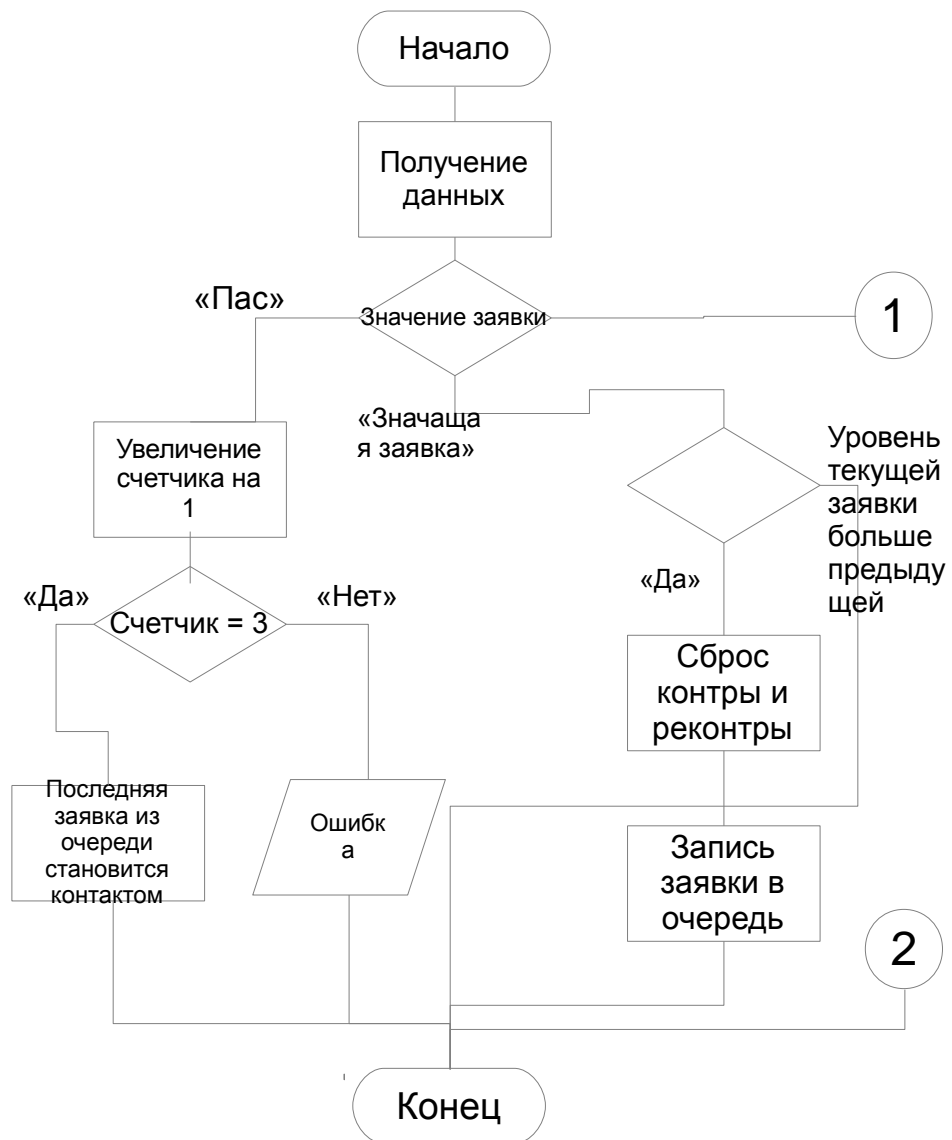 Начало
Получение
данных
«Пас»
Значение заявки
1
«Значаща
я заявка»
Увеличение
счетчика на
1
Уровень
текущей
заявки
больше
предыду
щей
«Да»
«Нет»
Счетчик = 3
«Да»
Сброс
контры и
реконтры
Последняя
заявка из
очереди
становится
контактом
Ошибк
а
Запись
заявки в
очередь
2
Конец